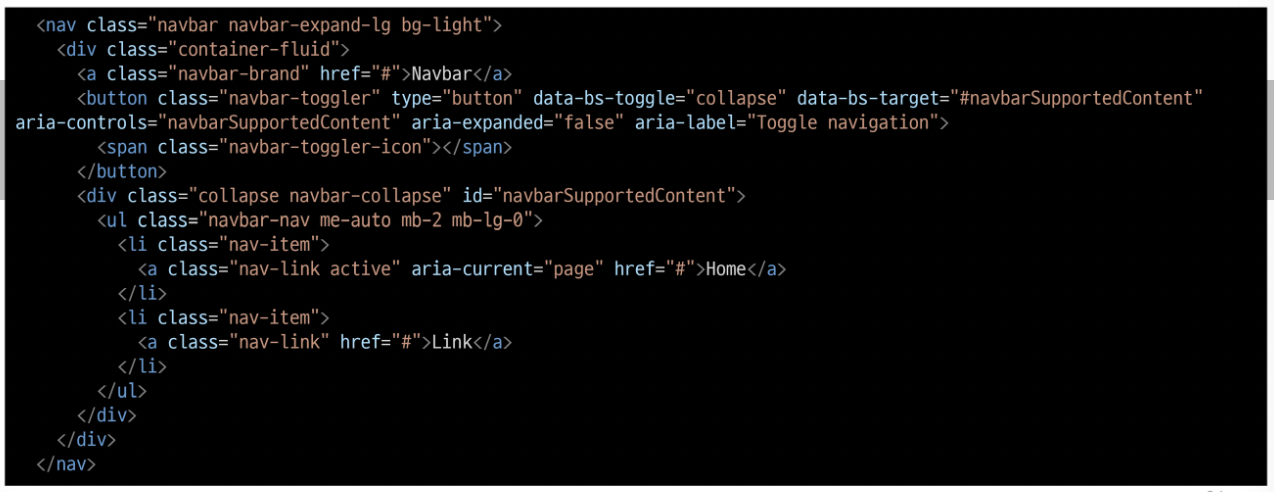 <nav class="navbar navbar-expand-lg bg-light">
<div class="container-fluid">
<a class="navbar-brand" href="#">Navbar</a>
<button class="navbar-toggler" type="button" data-bs-toggle="collapse" data-bs-target="#navbarSupportedContent"
aria-controls="navbarSupportedContent" aria-expanded="false" aria-label="Toggle navigation">
<span class="navbar-toggler-icon"></span>
</button>
<div class="collapse navbar-collapse" id="navbarSupportedContent">
<ul class="navbar-nav me-auto mb-2 mb-lg-0">
<li class="nav-item">
<a class="nav-link active" aria-current="page" href="#">Home</a>
</li>
<li class="nav-item">
<a class="nav-link" href="#">Link</a>
</li>
</ul>
</div>
</div>
</nav>